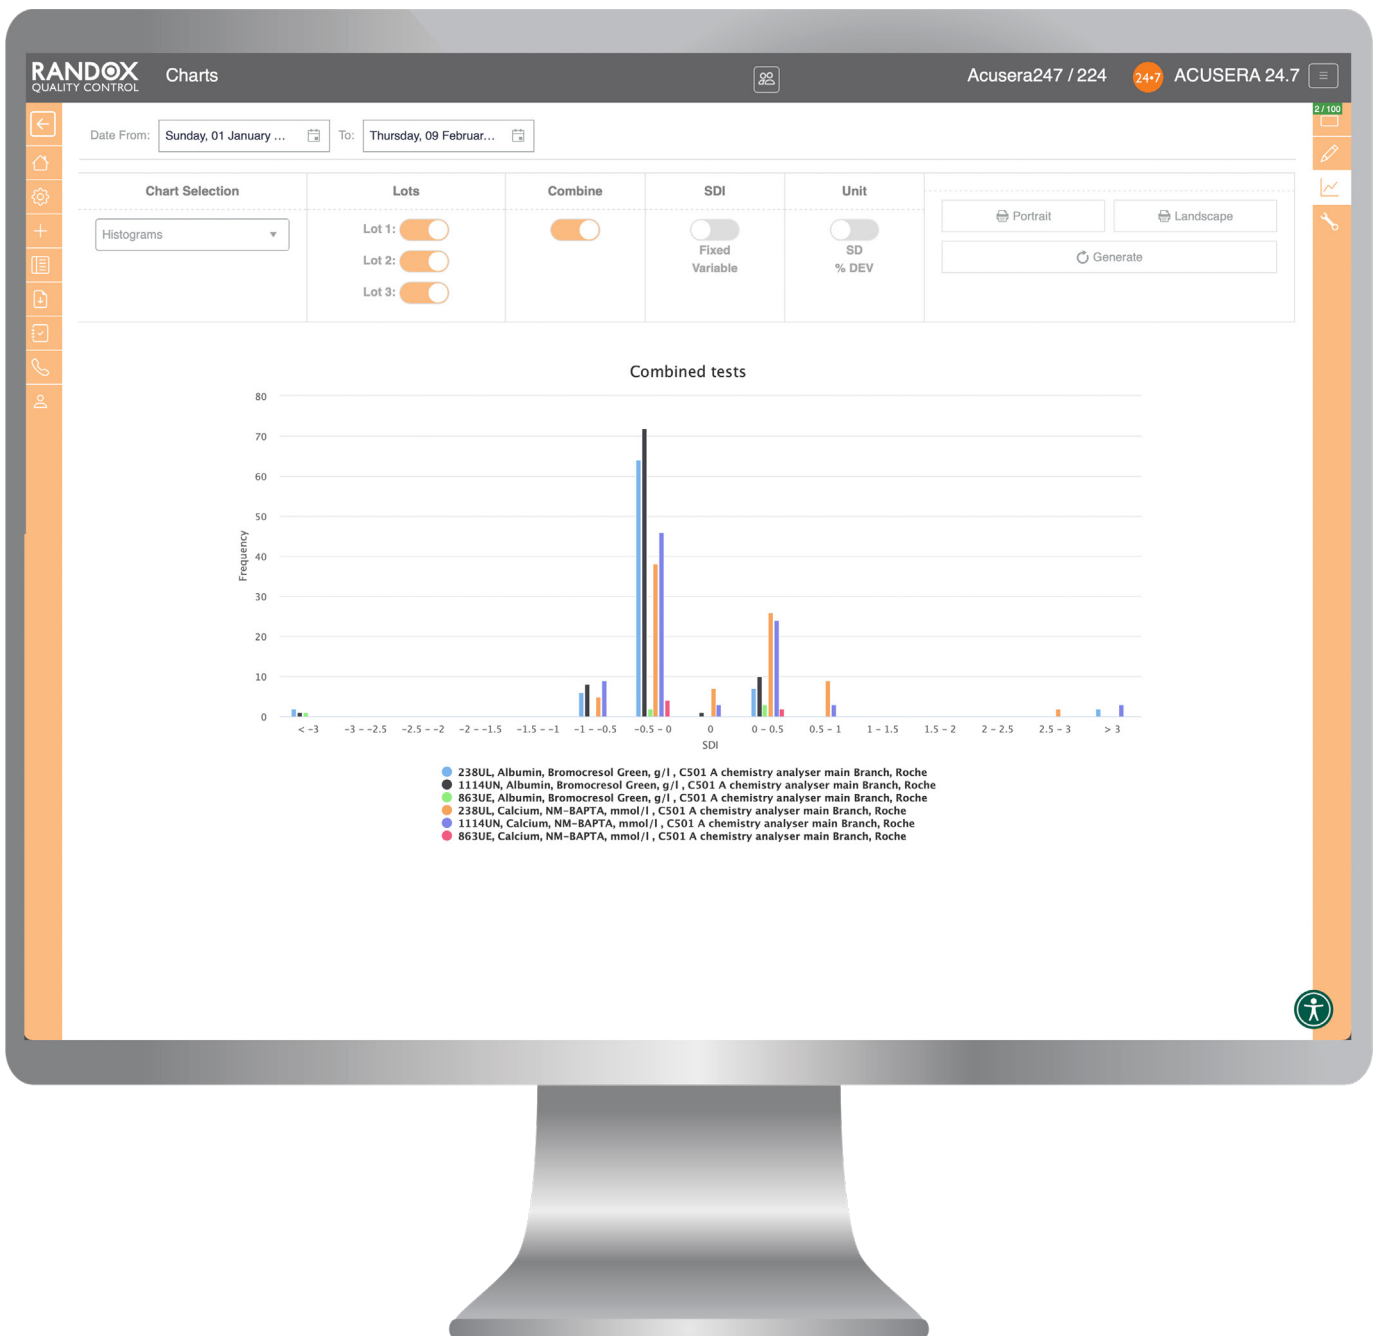 RANDOX
QUALITY CONTROL
Charts
Acusera247 / 224
24•7
ACUSERA 24.7
2 / 100
Date From:
Sunday, 01 January ...
To:
Thursday, 09 Februar...
Chart Selection
Lots
Combine
SDI
Unit
Histograms
Lot 1:
Lot 2:
Lot 3:
Fixed
Variable
SD
% DEV
Portrait
Landscape
Generate
Combined tests
80
70
60
50
40
30
20
10
0
Frequency
< -3
-3 - -2.5
-2.5 - -2
-2 - -1.5
-1.5 - -1
-1 - -0.5
-0.5 - 0
0
0 - 0.5
0.5 - 1
1 - 1.5
1.5 - 2
2 - 2.5
2.5 - 3
> 3
SDI
238UL, Albumin, Bromocresol Green, g/l , C501 A chemistry analyser main Branch, Roche
1114UN, Albumin, Bromocresol Green, g/l , C501 A chemistry analyser main Branch, Roche
863UE, Albumin, Bromocresol Green, g/l , C501 A chemistry analyser main Branch, Roche
238UL, Calcium, NM-BAPTA, mmol/l , C501 A chemistry analyser main Branch, Roche
1114UN, Calcium, NM-BAPTA, mmol/l , C501 A chemistry analyser main Branch, Roche
863UE, Calcium, NM-BAPTA, mmol/l , C501 A chemistry analyser main Branch, Roche